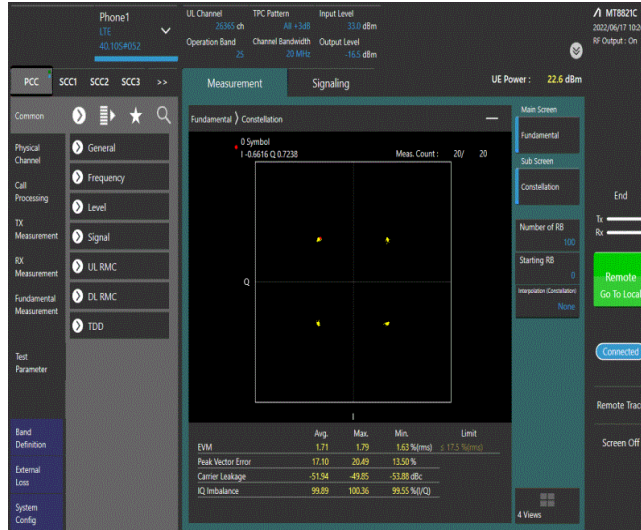 Phone1
LTE
40.10S#052
UL Channel TPC Pattern Input Level
26365 ch All +3dB 33.0 dBm
Operation Band Channel Bandwidth Output Level
25 20 MHz -16.5 dBm
MT8821C
2022/06/17 10:2
RF Output : On
PCC SCC1 SCC2 SCC3 >>
Measurement Signaling
UE Power : 22.6 dBm
Common
Physical
Channel
Call
Processing
TX
Measurement
RX
Measurement
Fundamental
Measurement
Test
Parameter
Band
Definition
External
Loss
System
Config
General
Frequency
Level
Signal
UL RMC
DL RMC
TDD
Fundamental ⟩ Constellation
0 Symbol
I -0.6616 Q 0.7238 Meas. Count : 20/ 20
Q
I
Avg. Max. Min. Limit
EVM 1.71 1.79 1.63 %(rms) ≤ 17.5 %(rms)
Peak Vector Error 17.10 20.49 13.50 %
Carrier Leakage -51.94 -49.85 -53.88 dBc
IQ Imbalance 99.89 100.36 99.55 %(I/Q)
Main Screen
Fundamental
Sub Screen
Constellation
Number of RB
100
Starting RB
0
Interpolation (Constellation)
None
4 Views
End
Tx
Rx
Remote
Go To Local
Connected
Remote Trac
Screen Off